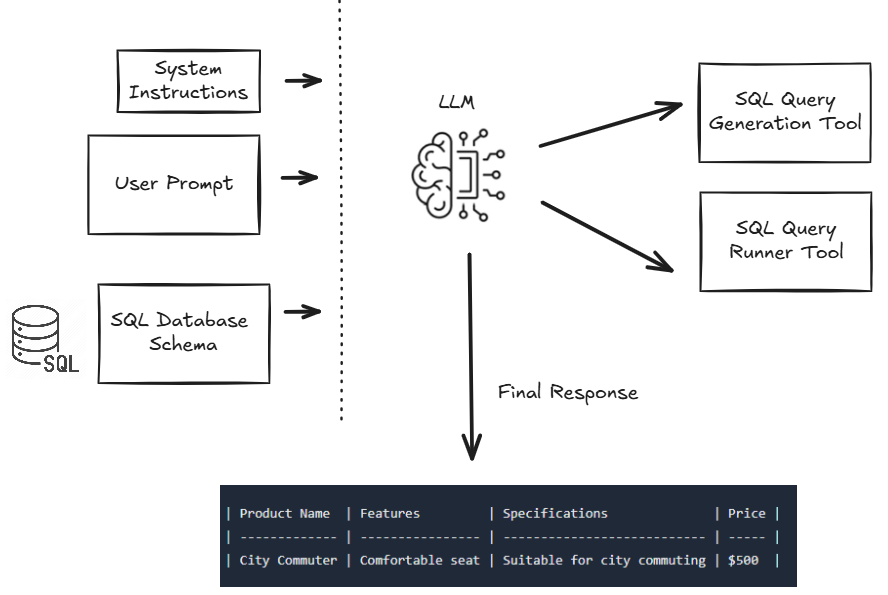 System
Instructions
User Prompt
SQL Database
Schema
SQL
LLM
SQL Query
Generation Tool
SQL Query
Runner Tool
Final Response
| Product Name | Features | Specifications | Price |
| ------------- | ---------------- | --------------------------- | ----- |
| City Commuter | Comfortable seat | Suitable for city commuting | $500 |